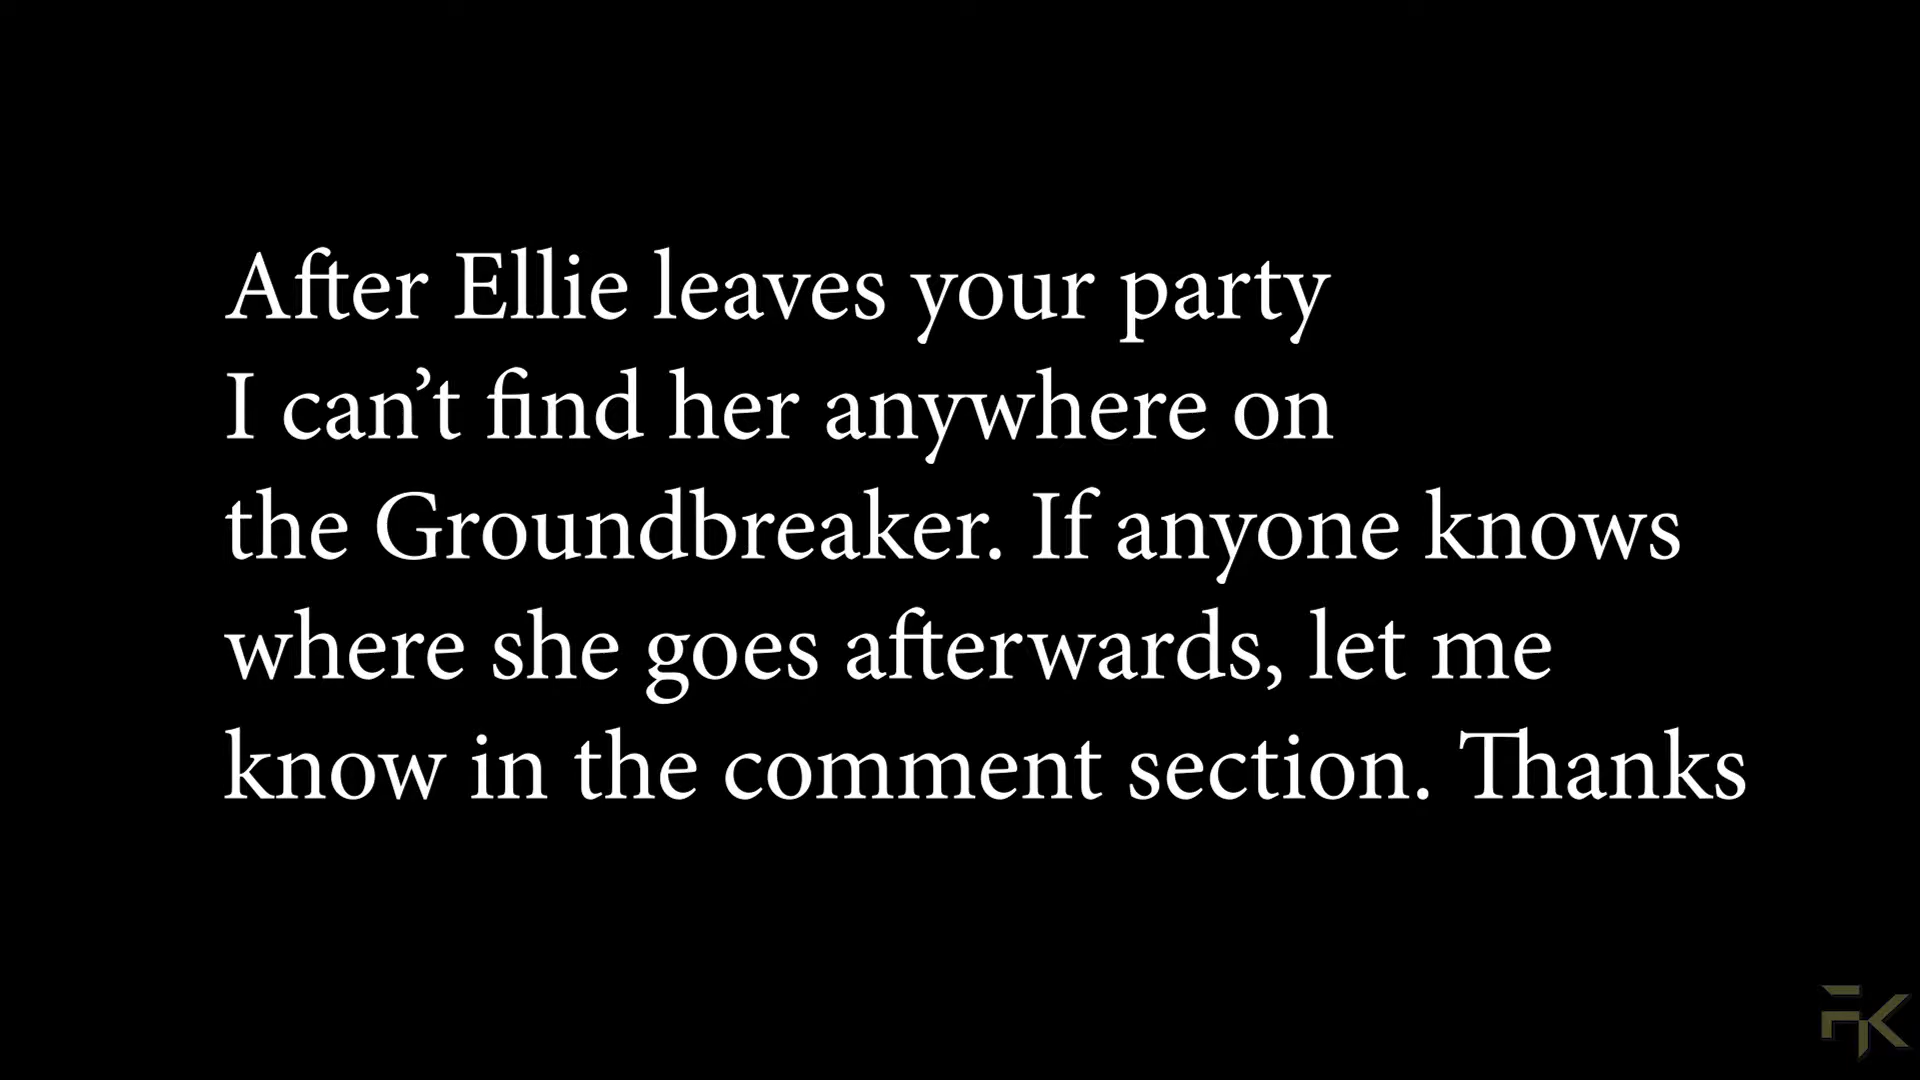 After Ellie leaves your party
I can’t find her anywhere on
the Groundbreaker. If anyone knows
where she goes afterwards, let me
know in the comment section. Thanks
FK